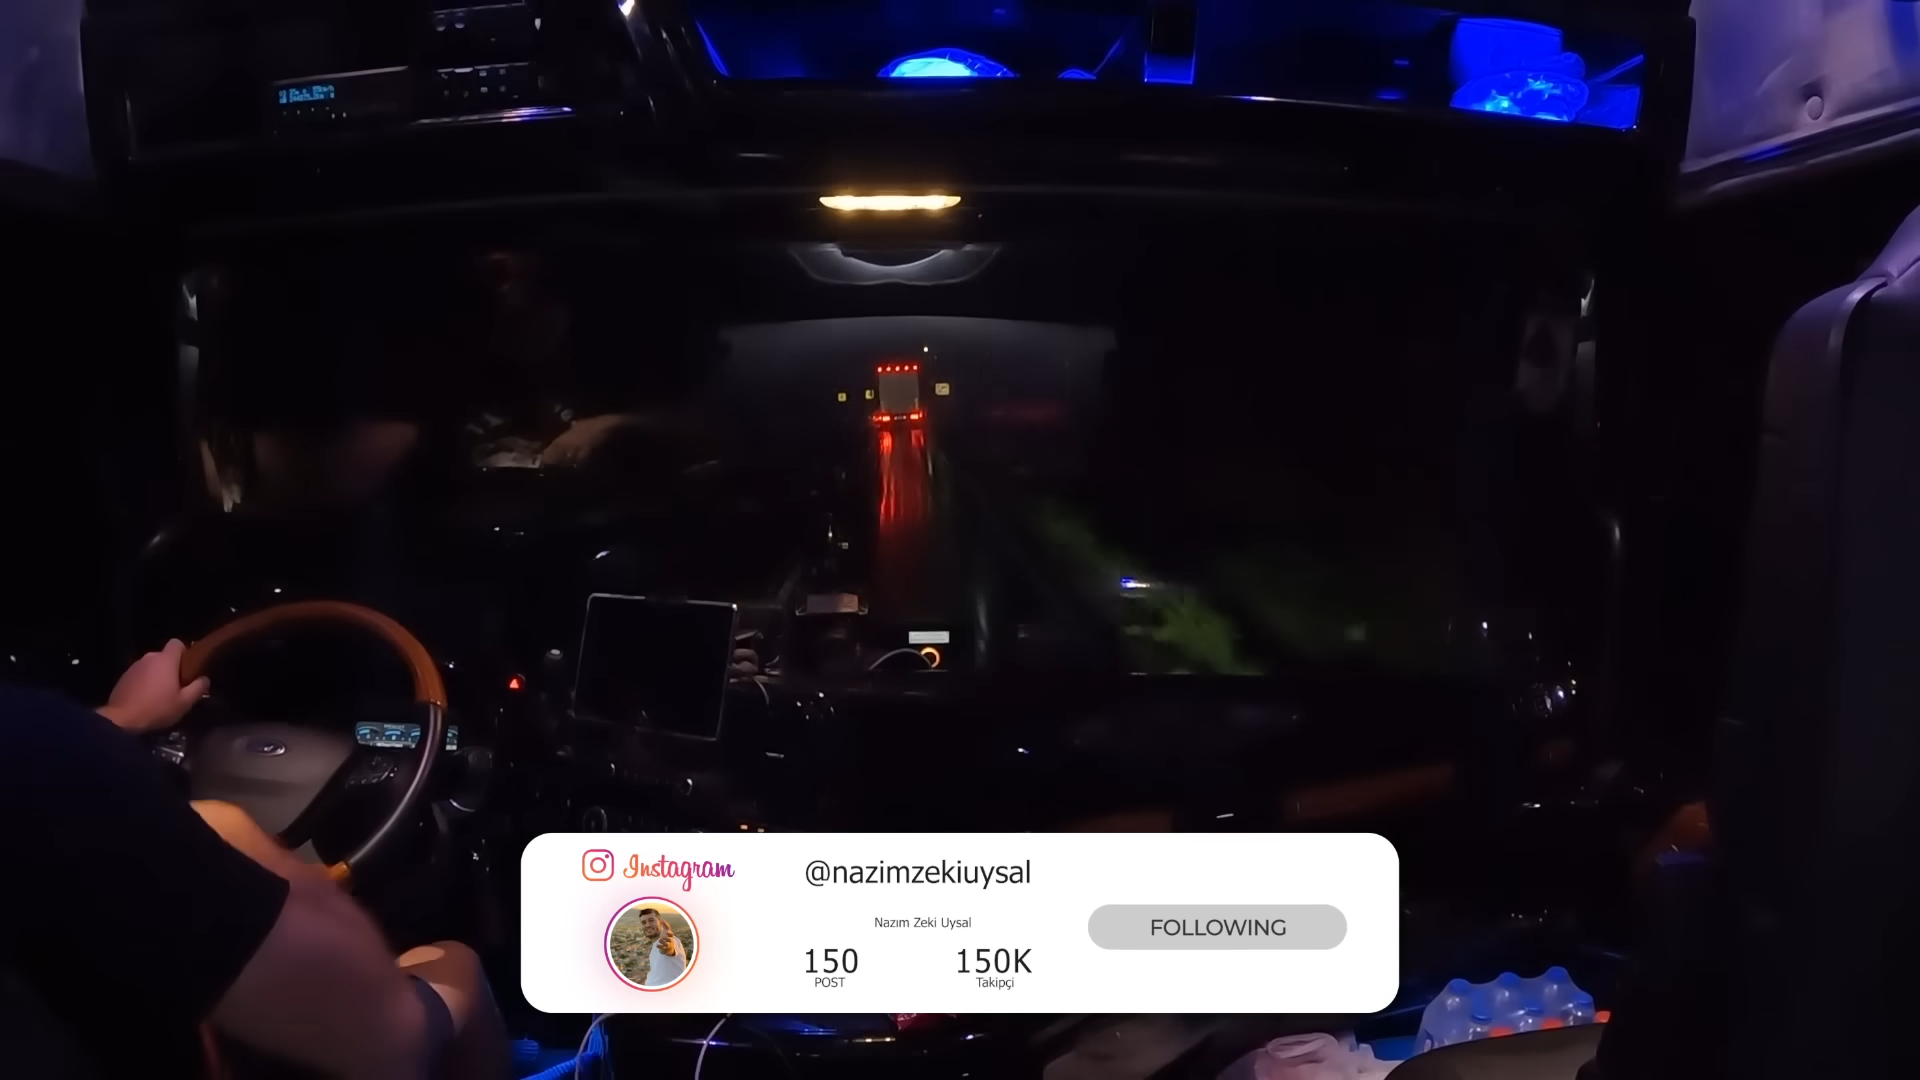 Instagram
@nazimzekiuysal
Nazım Zeki Uysal
150
POST
150K
Takipçi
FOLLOWING